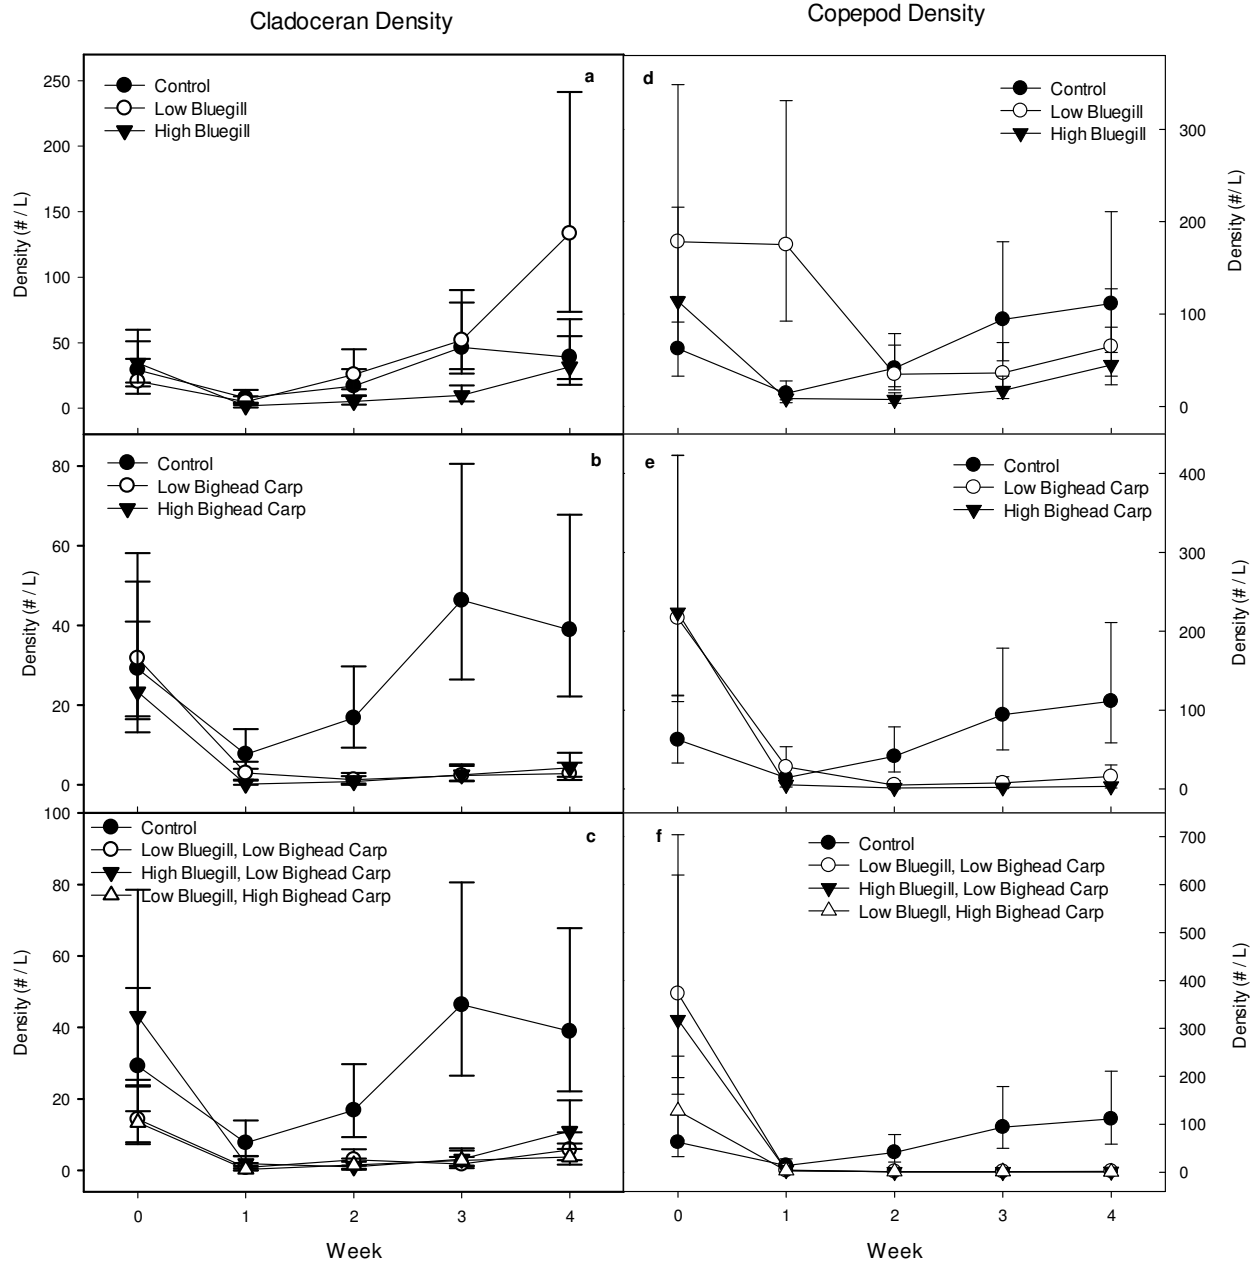 Cladoceran Density
Copepod Density
a
Control
Low Bluegill
High Bluegill
250
200
150
100
50
0
Density (# / L)
d
Control
Low Bluegill
High Bluegill
300
200
100
0
Density (#/ L)
b
Control
Low Bighead Carp
High Bighead Carp
80
60
40
20
0
Density (# / L)
e
Control
Low Bighead Carp
High Bighead Carp
400
300
200
100
0
Density (# / L)
c
Control
Low Bluegill, Low Bighead Carp
High Bluegill, Low Bighead Carp
Low Bluegill, High Bighead Carp
100
80
60
40
20
0
Density (# / L)
0 1 2 3 4
Week
f
Control
Low Bluegill, Low Bighead Carp
High Bluegill, Low Bighead Carp
Low Bluegll, High Bighead Carp
700
600
500
400
300
200
100
0
Density (# / L)
0 1 2 3 4
Week